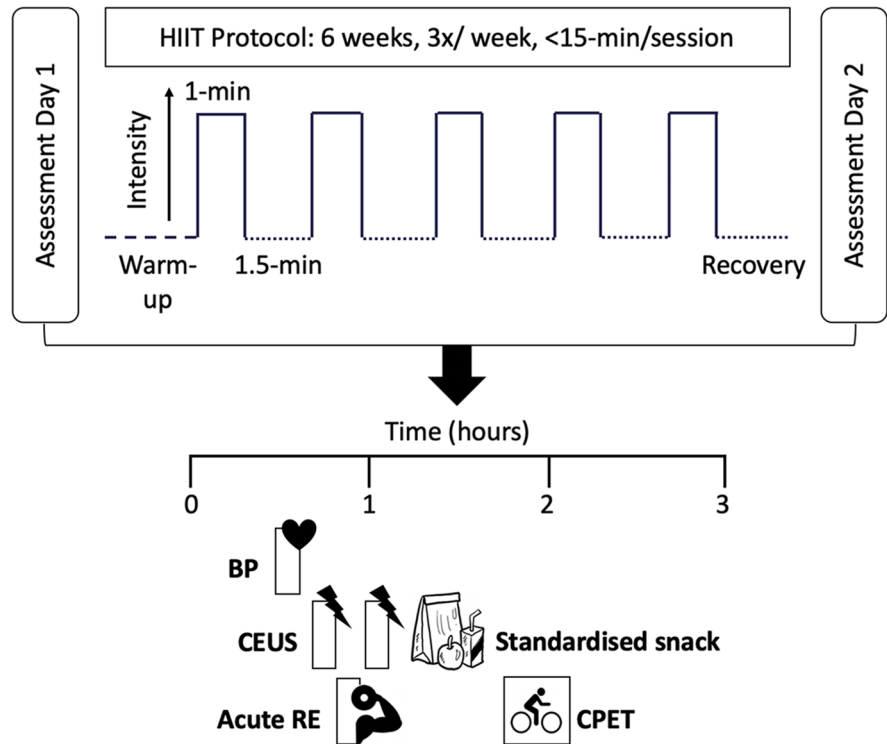 HIIT Protocol: 6 weeks, 3x/ week, <15-min/session
Assessment Day 1
Intensity
1-min
Warm-
up
1.5-min
Recovery
Assessment Day 2
Time (hours)
0 1 2 3
BP
CEUS
Standardised snack
Acute RE
CPET